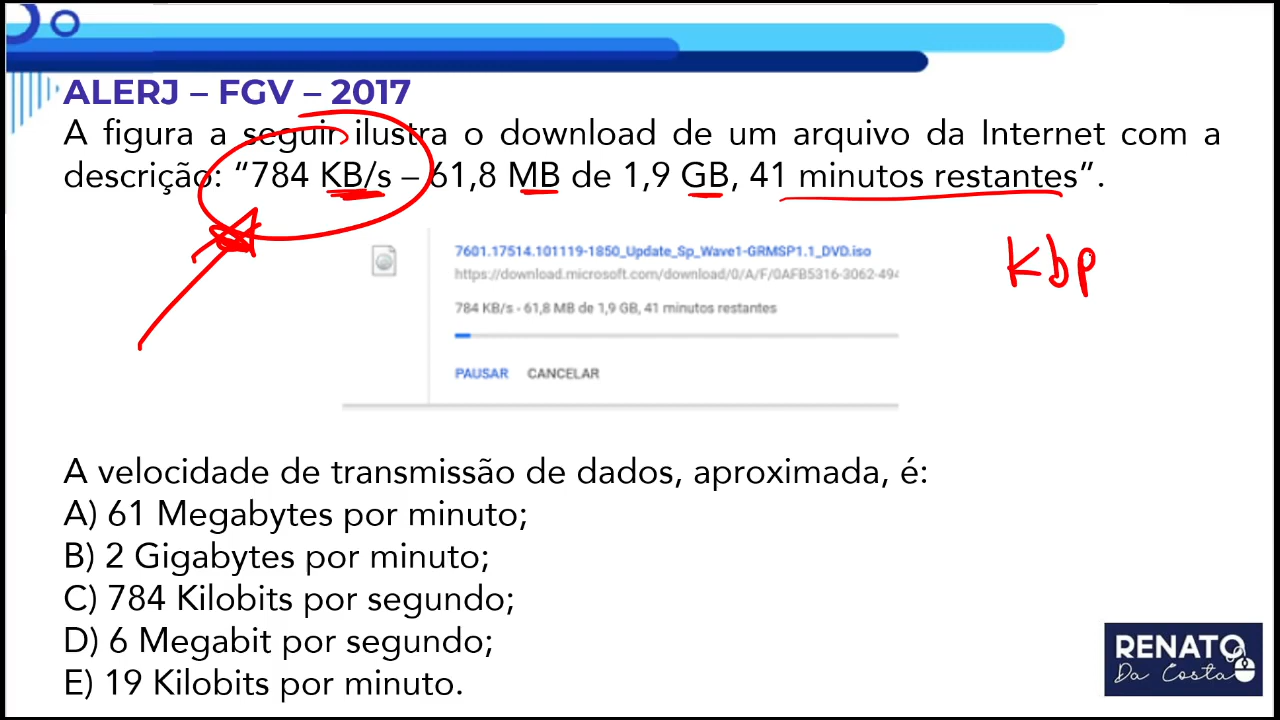 ALERJ – FGV – 2017
A figura a seguir ilustra o download de um arquivo da Internet com a
descrição: “784 KB/s – 61,8 MB de 1,9 GB, 41 minutos restantes”.
7601.17514.101119-1850_Update_Sp_Wave1-GRMSP1.1_DVD.iso
https://download.microsoft.com/download/0/A/F/0AFB5316-3062-494
784 KB/s - 61,8 MB de 1,9 GB, 41 minutos restantes
PAUSAR CANCELAR
Kbp
A velocidade de transmissão de dados, aproximada, é:
A) 61 Megabytes por minuto;
B) 2 Gigabytes por minuto;
C) 784 Kilobits por segundo;
D) 6 Megabit por segundo;
E) 19 Kilobits por minuto.
RENATO
Da Costa